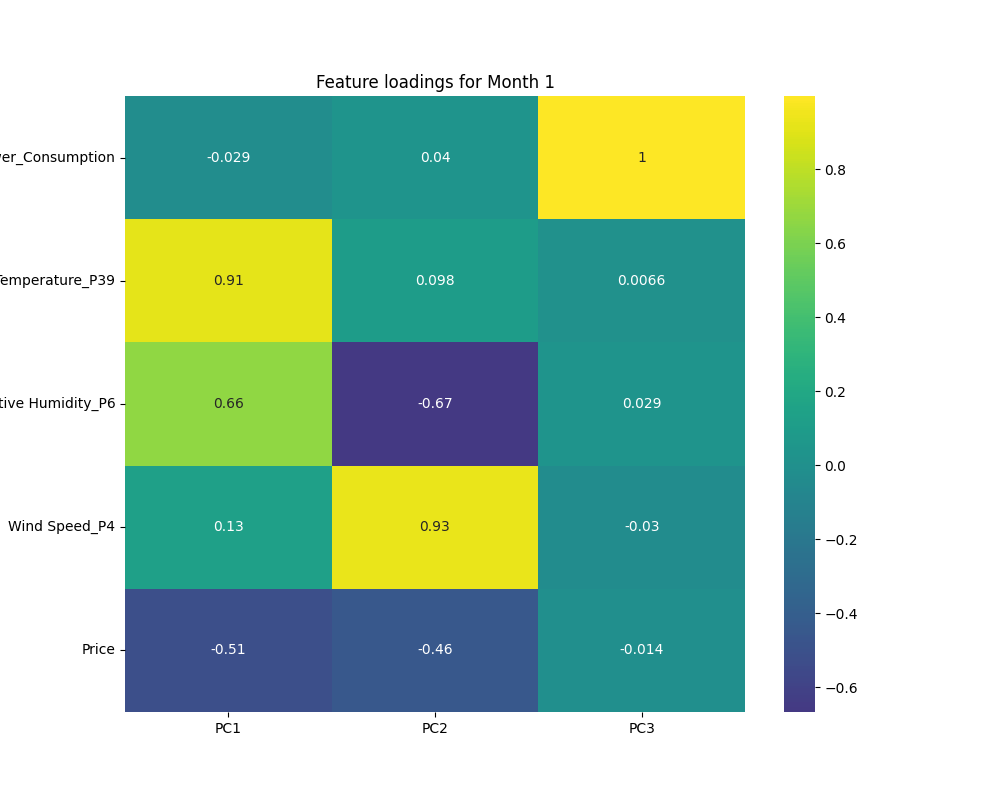 Feature loadings for Month 1
er_Consumption -0.029 0.04 1
Temperature_P39 0.91 0.098 0.0066
tive Humidity_P6 0.66 -0.67 0.029
Wind Speed_P4 0.13 0.93 -0.03
Price -0.51 -0.46 -0.014
PC1 PC2 PC3
0.8
0.6
0.4
0.2
0.0
−0.2
−0.4
−0.6